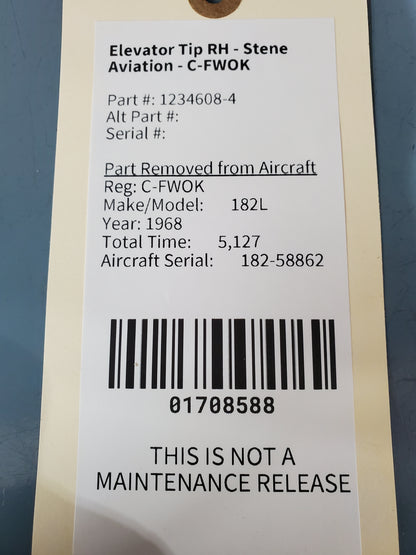 Elevator Tip RH - Stene
Aviation - C-FWOK
Part #: 1234608-4
Alt Part #:
Serial #:
Part Removed from Aircraft
Reg: C-FWOK
Make/Model: 182L
Year: 1968
Total Time: 5,127
Aircraft Serial: 182-58862
01708588
THIS IS NOT A
MAINTENANCE RELEASE